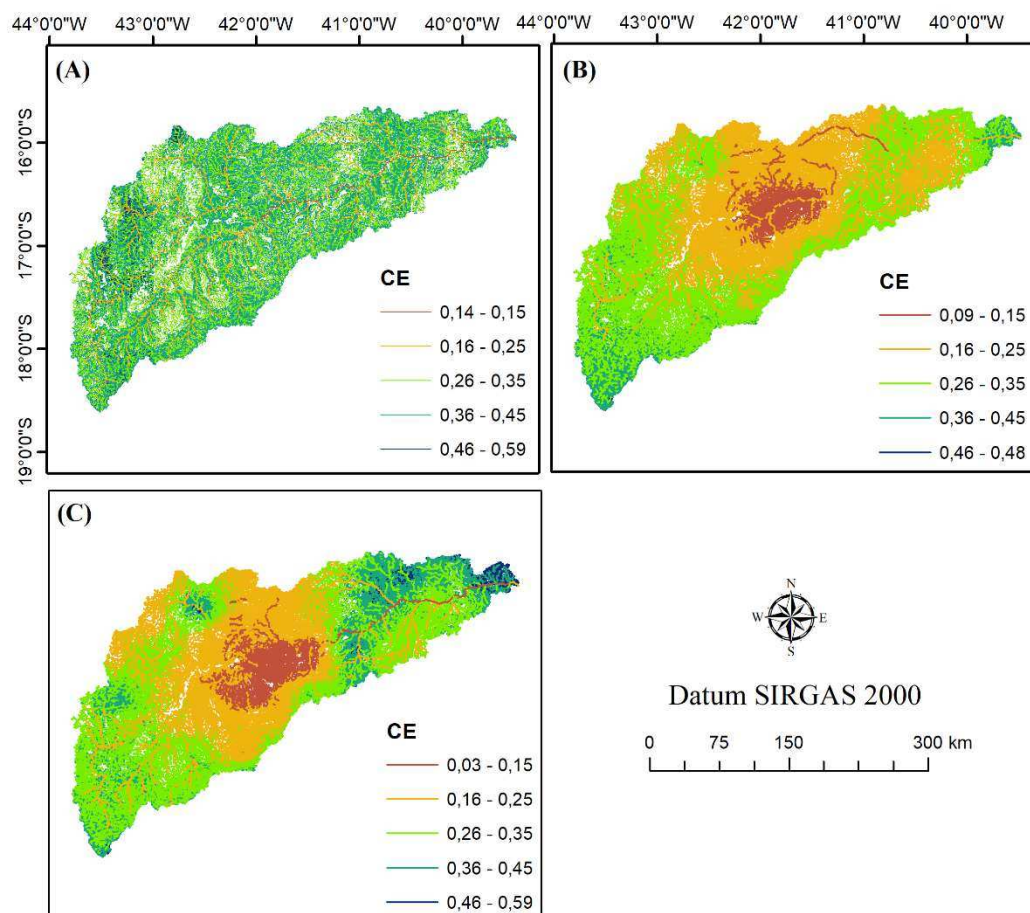 44°0'0"W 43°0'0"W 42°0'0"W 41°0'0"W 40°0'0"W
44°0'0"W 43°0'0"W 42°0'0"W 41°0'0"W 40°0'0"W
(A)
16°0'0"S
17°0'0"S
18°0'0"S
19°0'0"S
CE
0,14 - 0,15
0,16 - 0,25
0,26 - 0,35
0,36 - 0,45
0,46 - 0,59
(B)
CE
0,09 - 0,15
0,16 - 0,25
0,26 - 0,35
0,36 - 0,45
0,46 - 0,48
(C)
CE
0,03 - 0,15
0,16 - 0,25
0,26 - 0,35
0,36 - 0,45
0,46 - 0,59
N
W E
S
Datum SIRGAS 2000
0 75 150 300 km